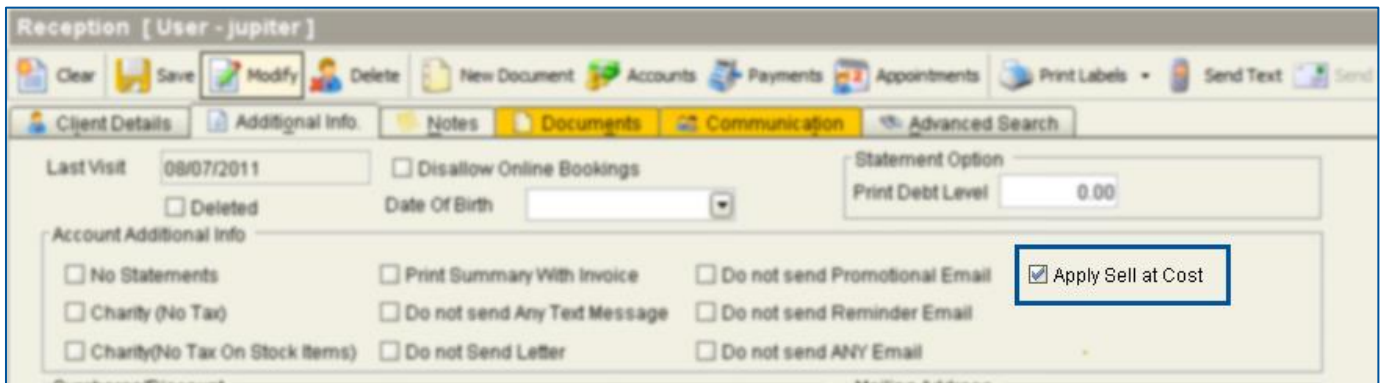 Reception [ User - jupiter ]
Clear Save Modify Delete New Document Accounts Payments Appointments Print Labels Send Text Send
Client Details Additional Info. Notes Documents Communication Advanced Search
Last Visit 08/07/2011 Disallow Online Bookings Statement Option
Deleted Date Of Birth Print Debt Level 0.00
Account Additional Info
No Statements Print Summary With Invoice Do not send Promotional Email Apply Sell at Cost
Charity (No Tax) Do not send Any Text Message Do not send Reminder Email
Charity(No Tax On Stock Items) Do not Send Letter Do not send ANY Email